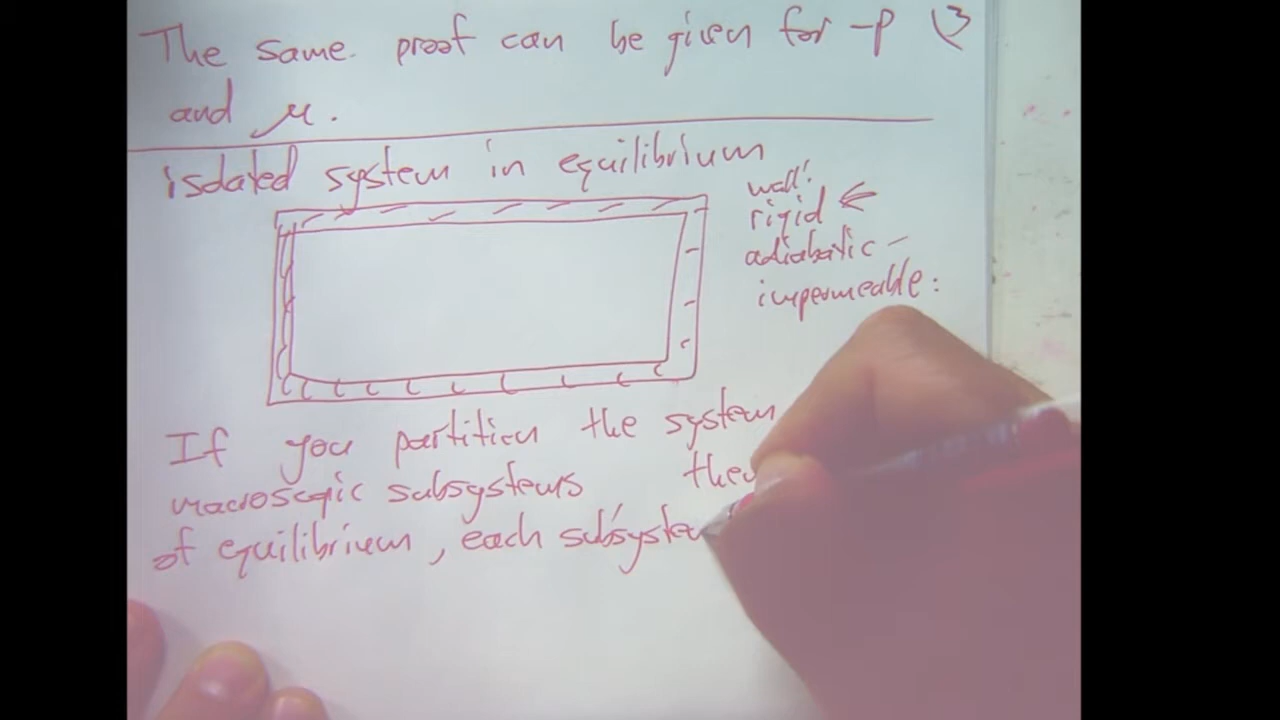 The same proof can be given for -p
and μ.
isolated system in equilibrium
wall:
rigid ←
adiabatic -
impermeable:
If you partition the system
macroscopic subsystems
of equilibrium, each subsystem